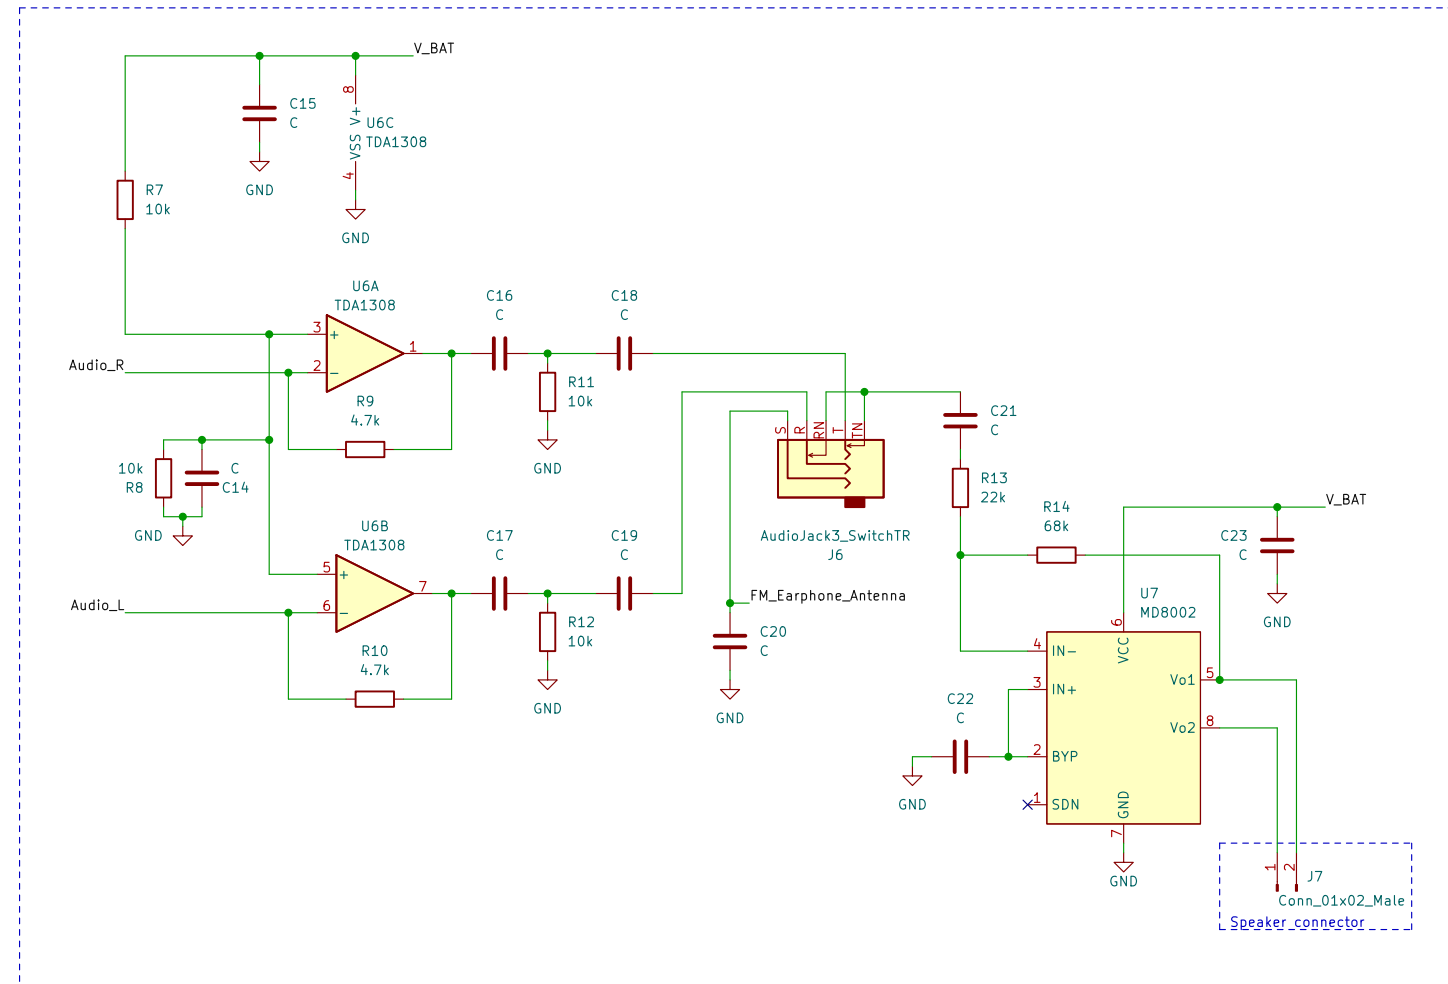 V_BAT
8
C15
C
V+
VSS
U6C
TDA1308
4
GND
R7
10k
GND
U6A
TDA1308
C16
C
C18
C
3
+
1
Audio_R
2
−
R9
4.7k
R11
10k
GND
S
R
RN
T
TN
C21
C
10k
R8
C
C14
GND
R13
22k
AudioJack3_SwitchTR
J6
R14
68k
V_BAT
C23
C
GND
U6B
TDA1308
C17
C
C19
C
5
+
7
Audio_L
6
−
FM_Earphone_Antenna
R12
10k
C20
C
GND
GND
R10
4.7k
U7
MD8002
6
VCC
4
IN−
3
IN+
Vo1
5
C22
C
Vo2
8
2
BYP
GND
1
SDN
GND
7
GND
1
2
J7
Conn_01x02_Male
Speaker connector